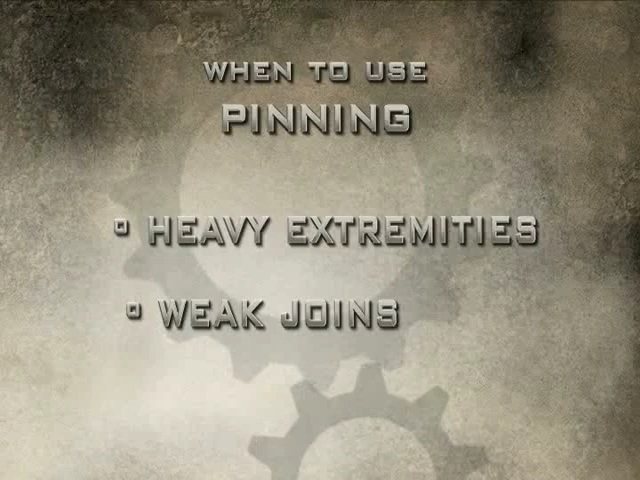 WHEN TO USE
PINNING
▫ HEAVY EXTREMITIES
▫ WEAK JOINS